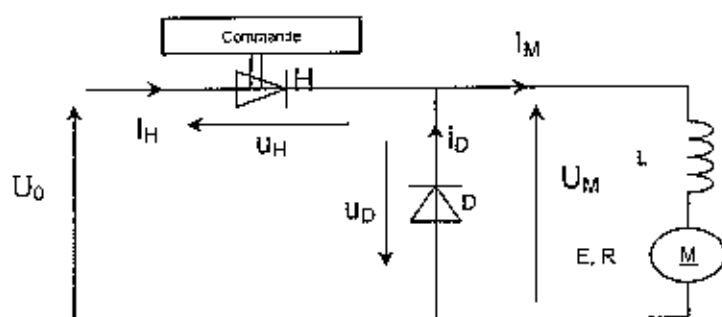 Commande
I_M
H
I_H
u_H
i_D
U_0
u_D
D
U_M
L
E, R
M